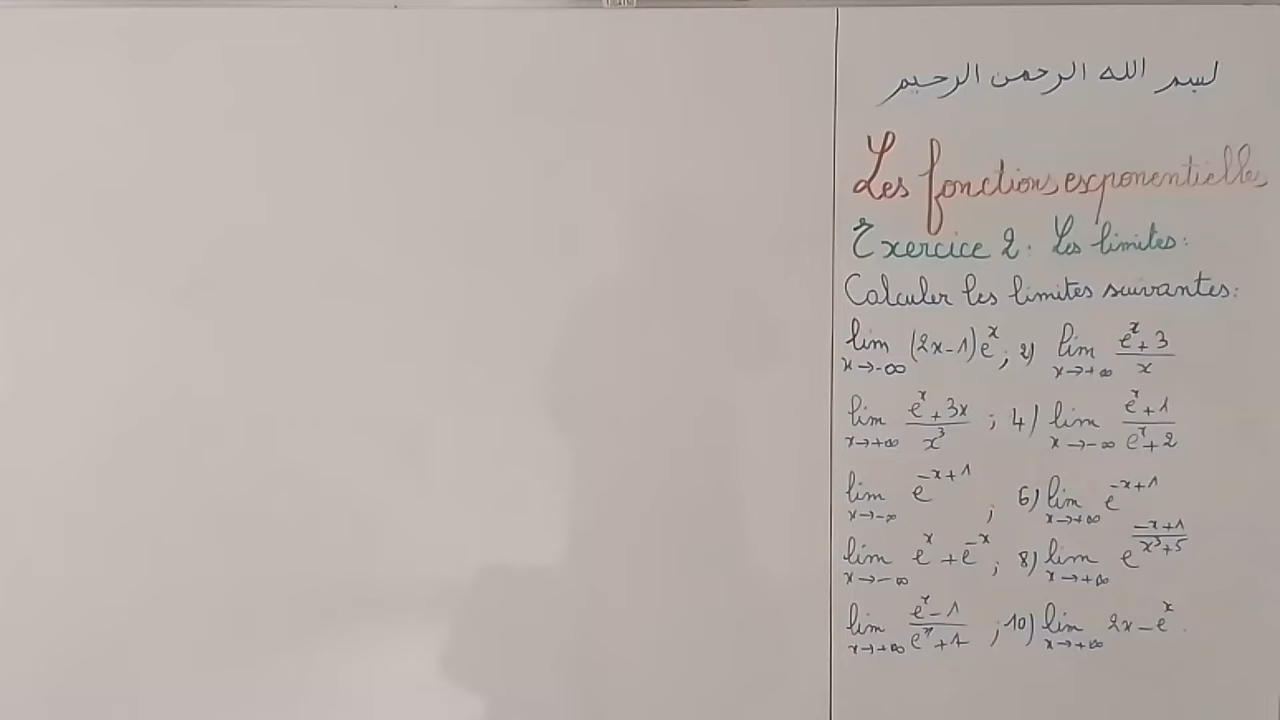 بسم الله الرحمن الرحيم
Les fonctions exponentielles
Exercice 2: Les limites:
Calculer les limites suivantes:
lim x→-∞ (2x-1)e^x ; 2) lim x→+∞ (e^x+3)/x
lim x→+∞ (e^x+3x)/x^3 ; 4) lim x→-∞ (e^x+1)/(e^x+2)
lim x→-∞ e^(-x+1) ; 6) lim x→+∞ e^(-x+1)
lim x→-∞ e^x+e^-x ; 8) lim x→+∞ e^((-x+1)/(x^3+5))
lim x→+∞ (e^x-1)/(e^x+1) ; 10) lim x→+∞ 2x-e^x.